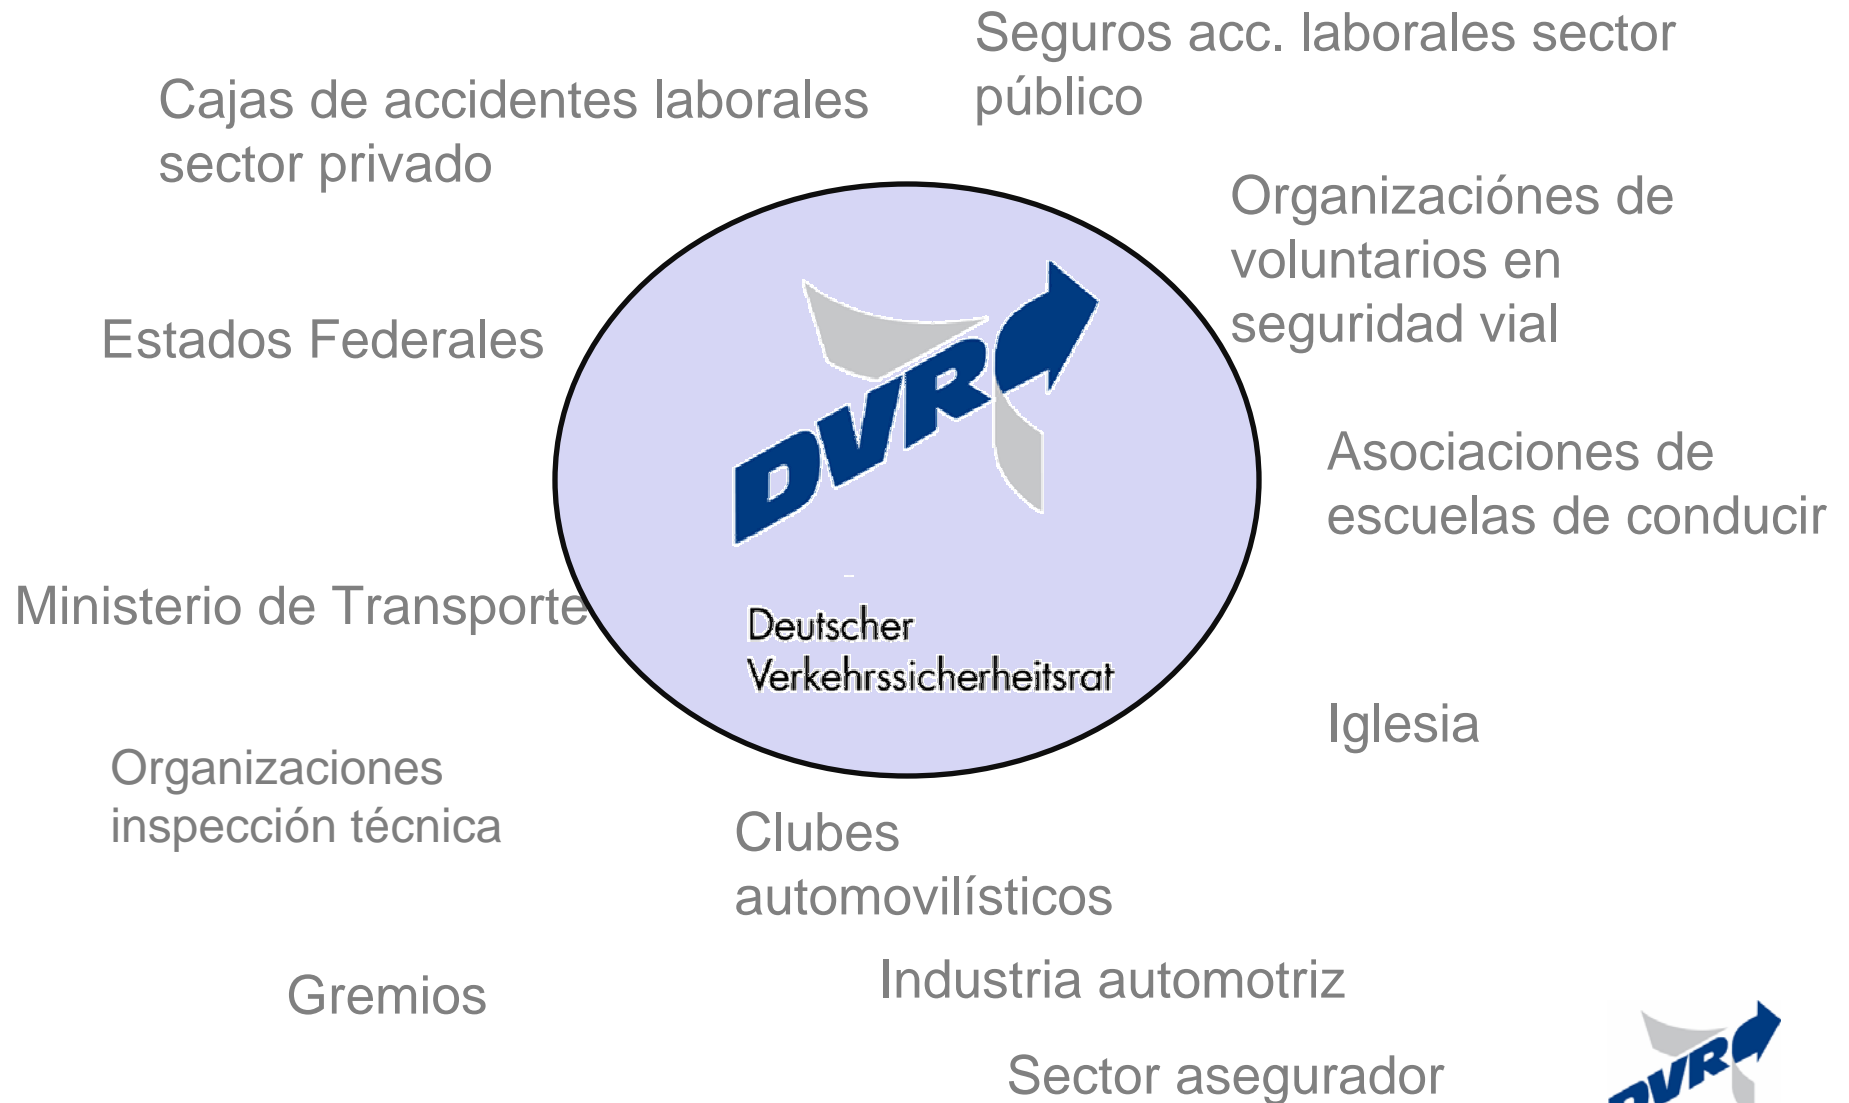 Seguros acc. laborales sector
público
Cajas de accidentes laborales
sector privado
Organizaciónes de
voluntarios en
seguridad vial
Estados Federales
DVR
Asociaciones de
escuelas de conducir
Ministerio de Transporte
Deutscher
Verkehrssicherheitsrat
Iglesia
Organizaciones
inspección técnica
Clubes
automovilísticos
Gremios
Industria automotriz
Sector asegurador
DVR